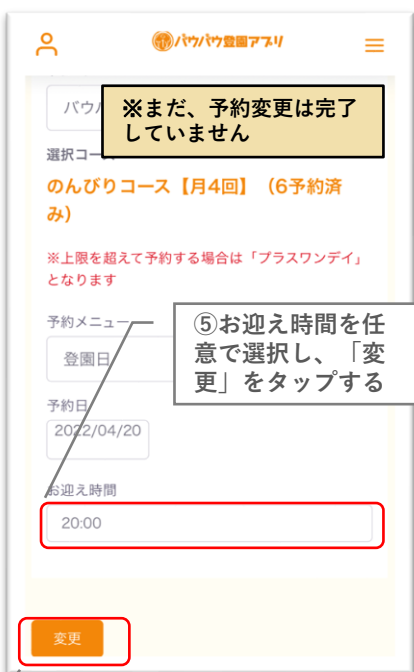 バウバウ登園アプリ
※まだ、予約変更は完了
していません
選択コー
のんびりコース【月4回】（6予約済
み）
※上限を超えて予約する場合は「プラスワンデイ」
となります
予約メニュー
⑤お迎え時間を任
意で選択し、「変
更」をタップする
登園日
予約日
2022/04/20
お迎え時間
20:00
変更